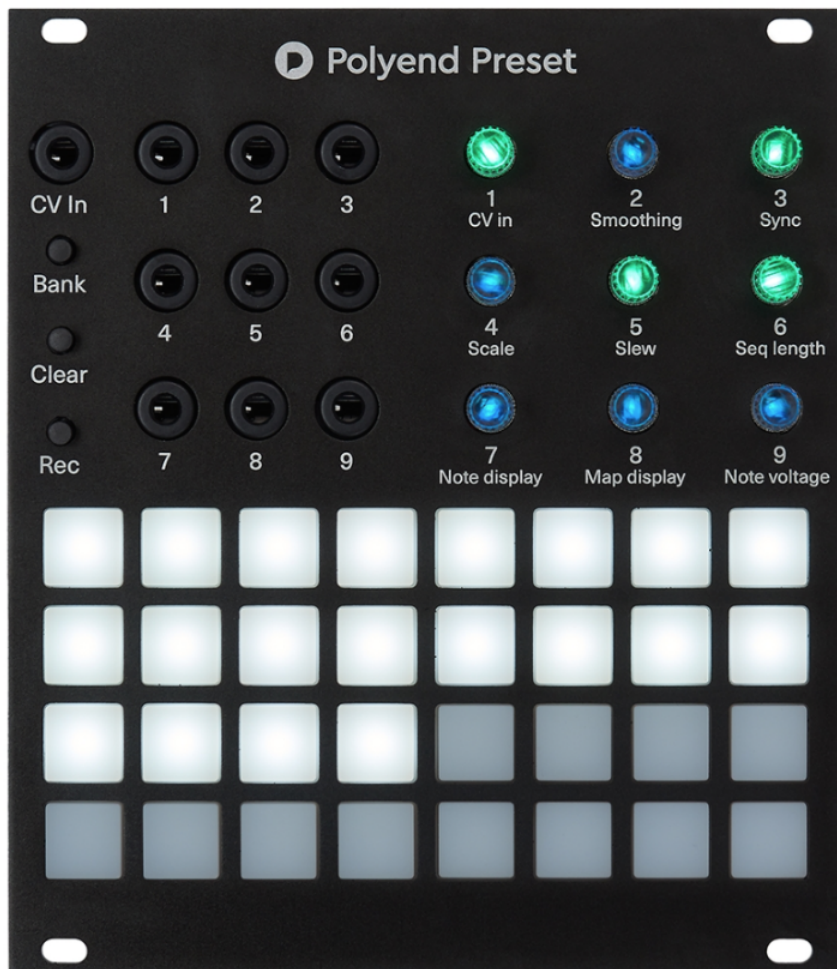 Polyend Preset
CV In
1
2
3
1
CV in
2
Smoothing
3
Sync
Bank
4
5
6
4
Scale
5
Slew
6
Seq length
Clear
Rec
7
8
9
7
Note display
8
Map display
9
Note voltage